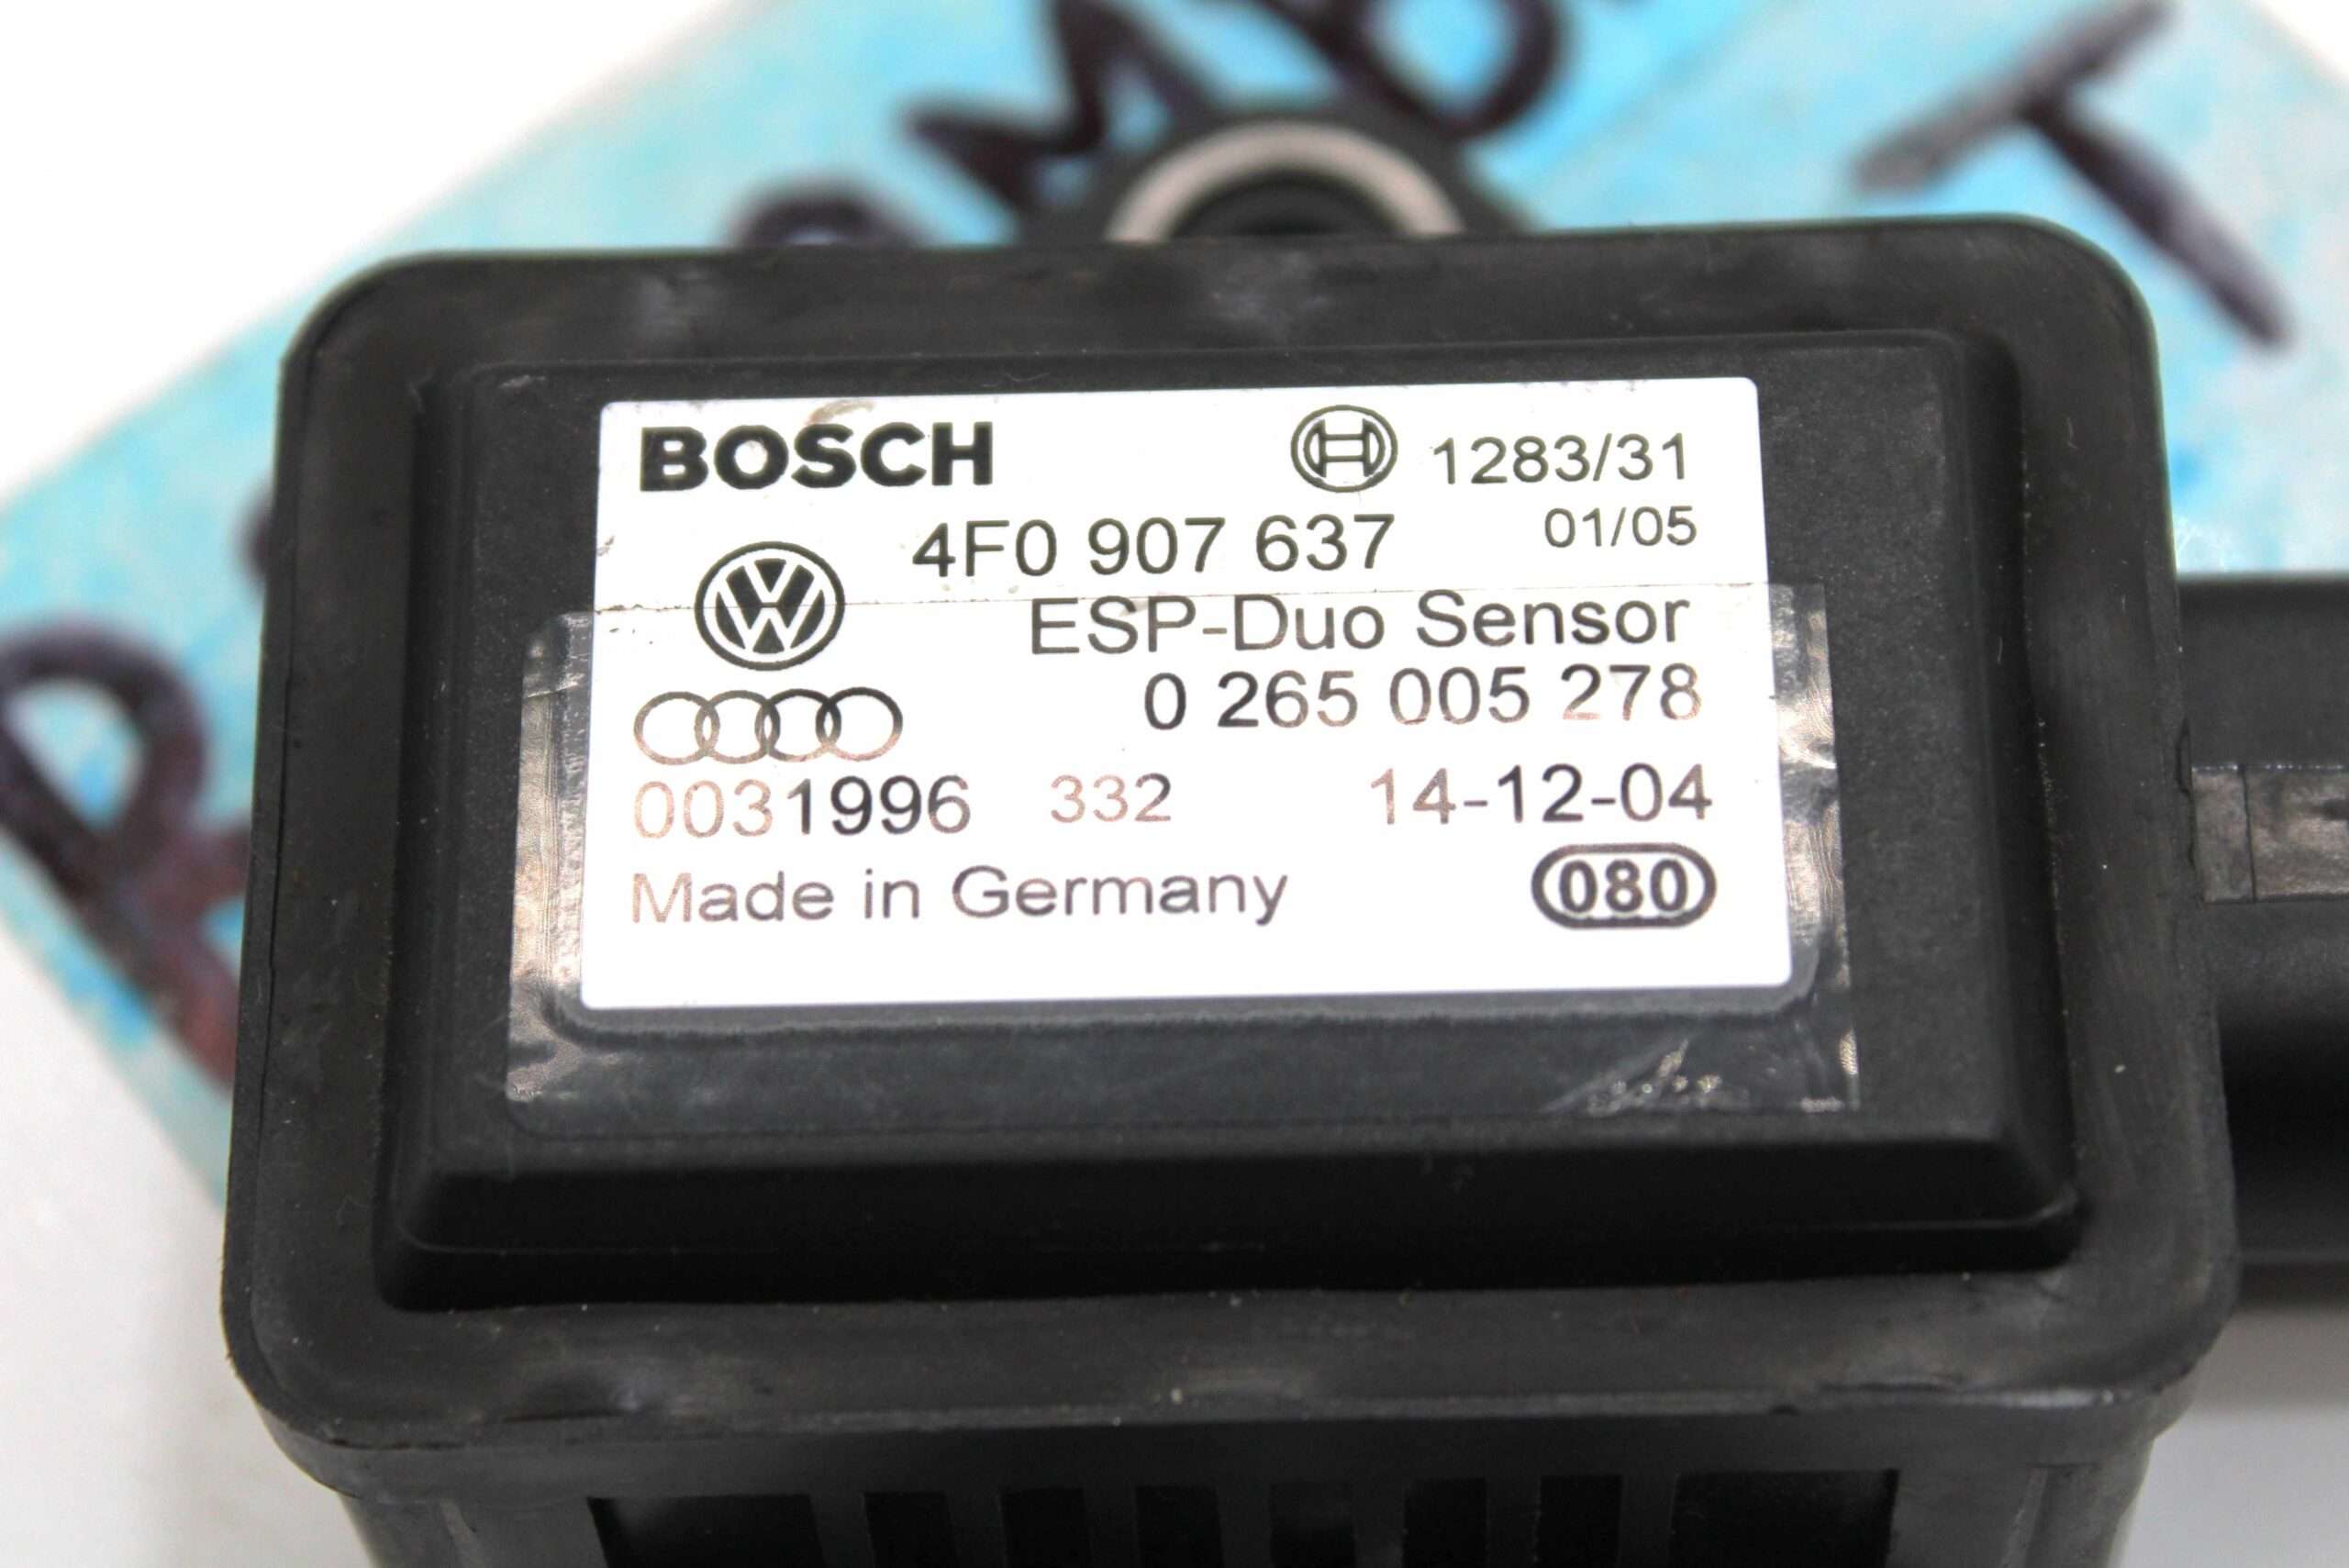 BOSCH 1283/31
4F0 907 637 01/05
ESP-Duo Sensor
0 265 005 278
0031996 332 14-12-04
Made in Germany 080